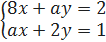 8x + ay = 2
ax + 2y = 1